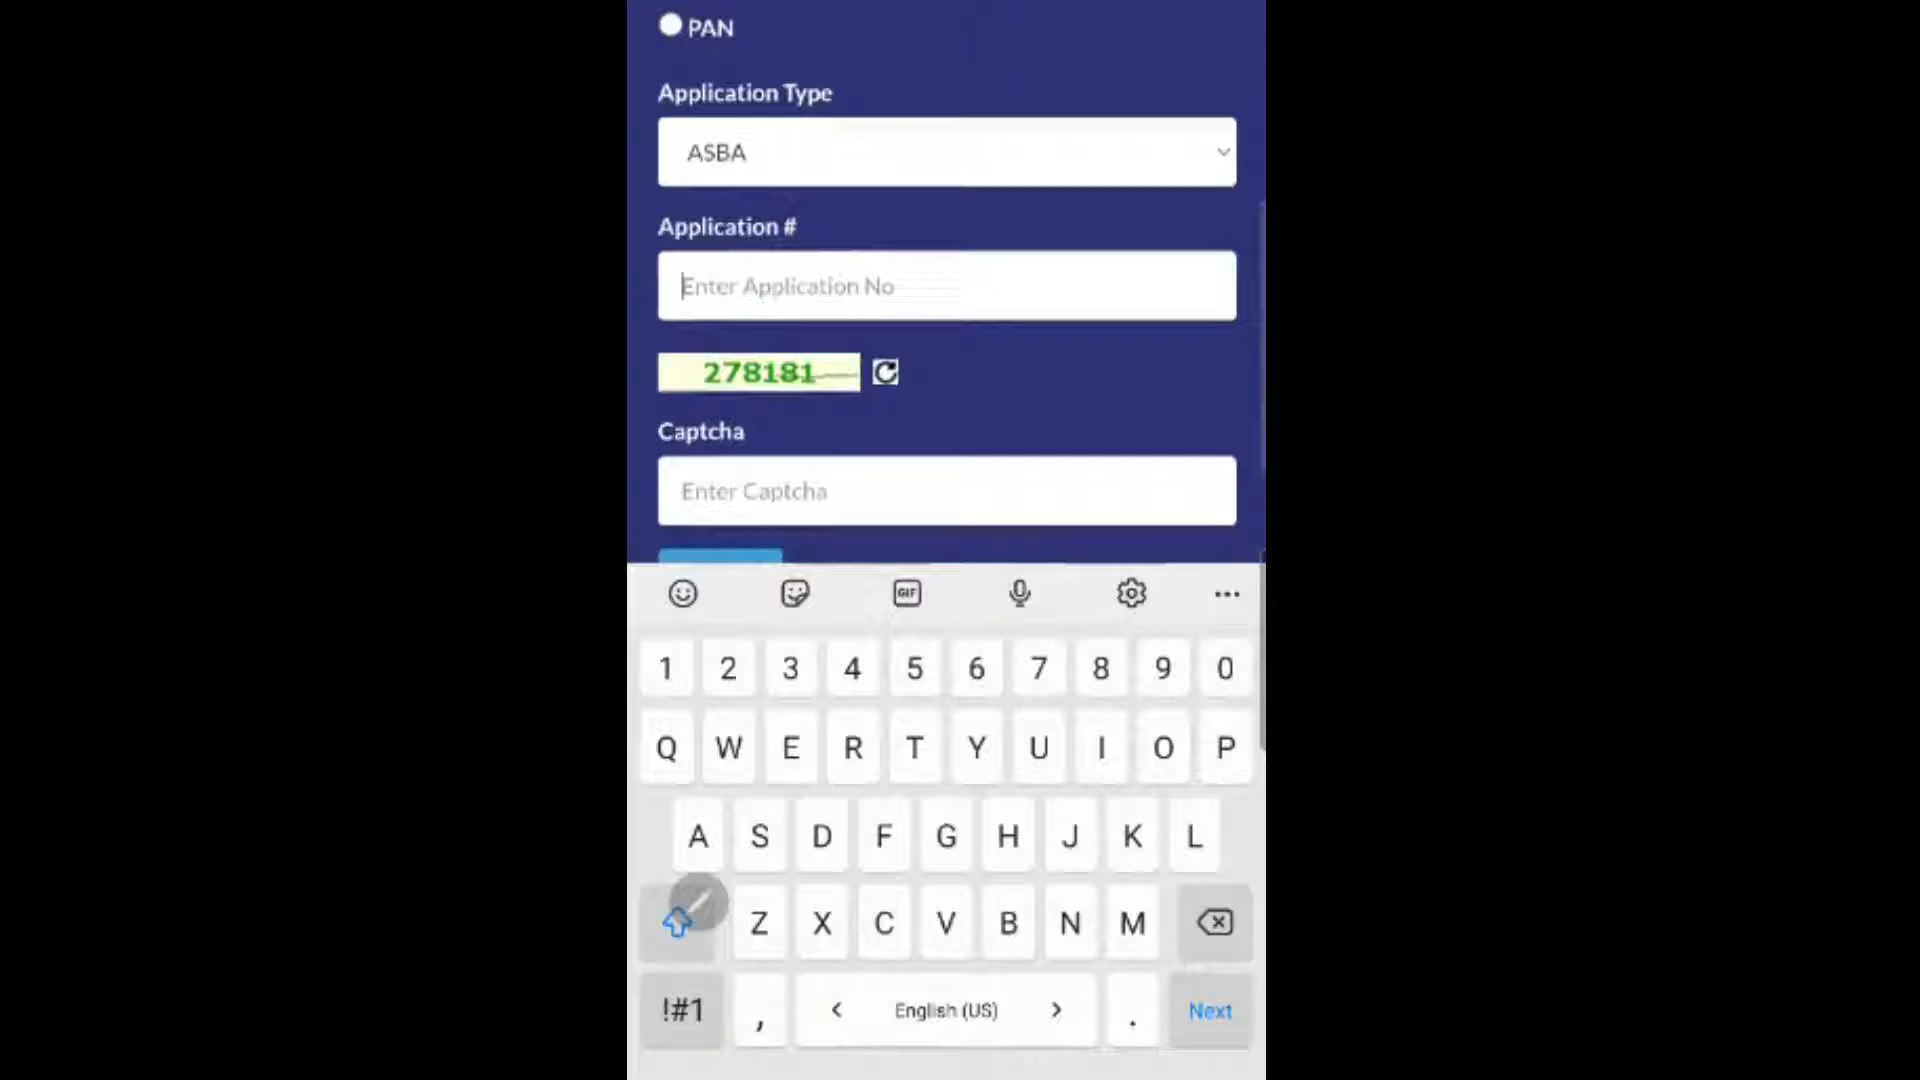 PAN
Application Type
ASBA
Application #
Enter Application No
278181
Captcha
Enter Captcha
GIF
1 2 3 4 5 6 7 8 9 0
Q W E R T Y U I O P
A S D F G H J K L
Z X C V B N M
!#1 , < English (US) > . Next